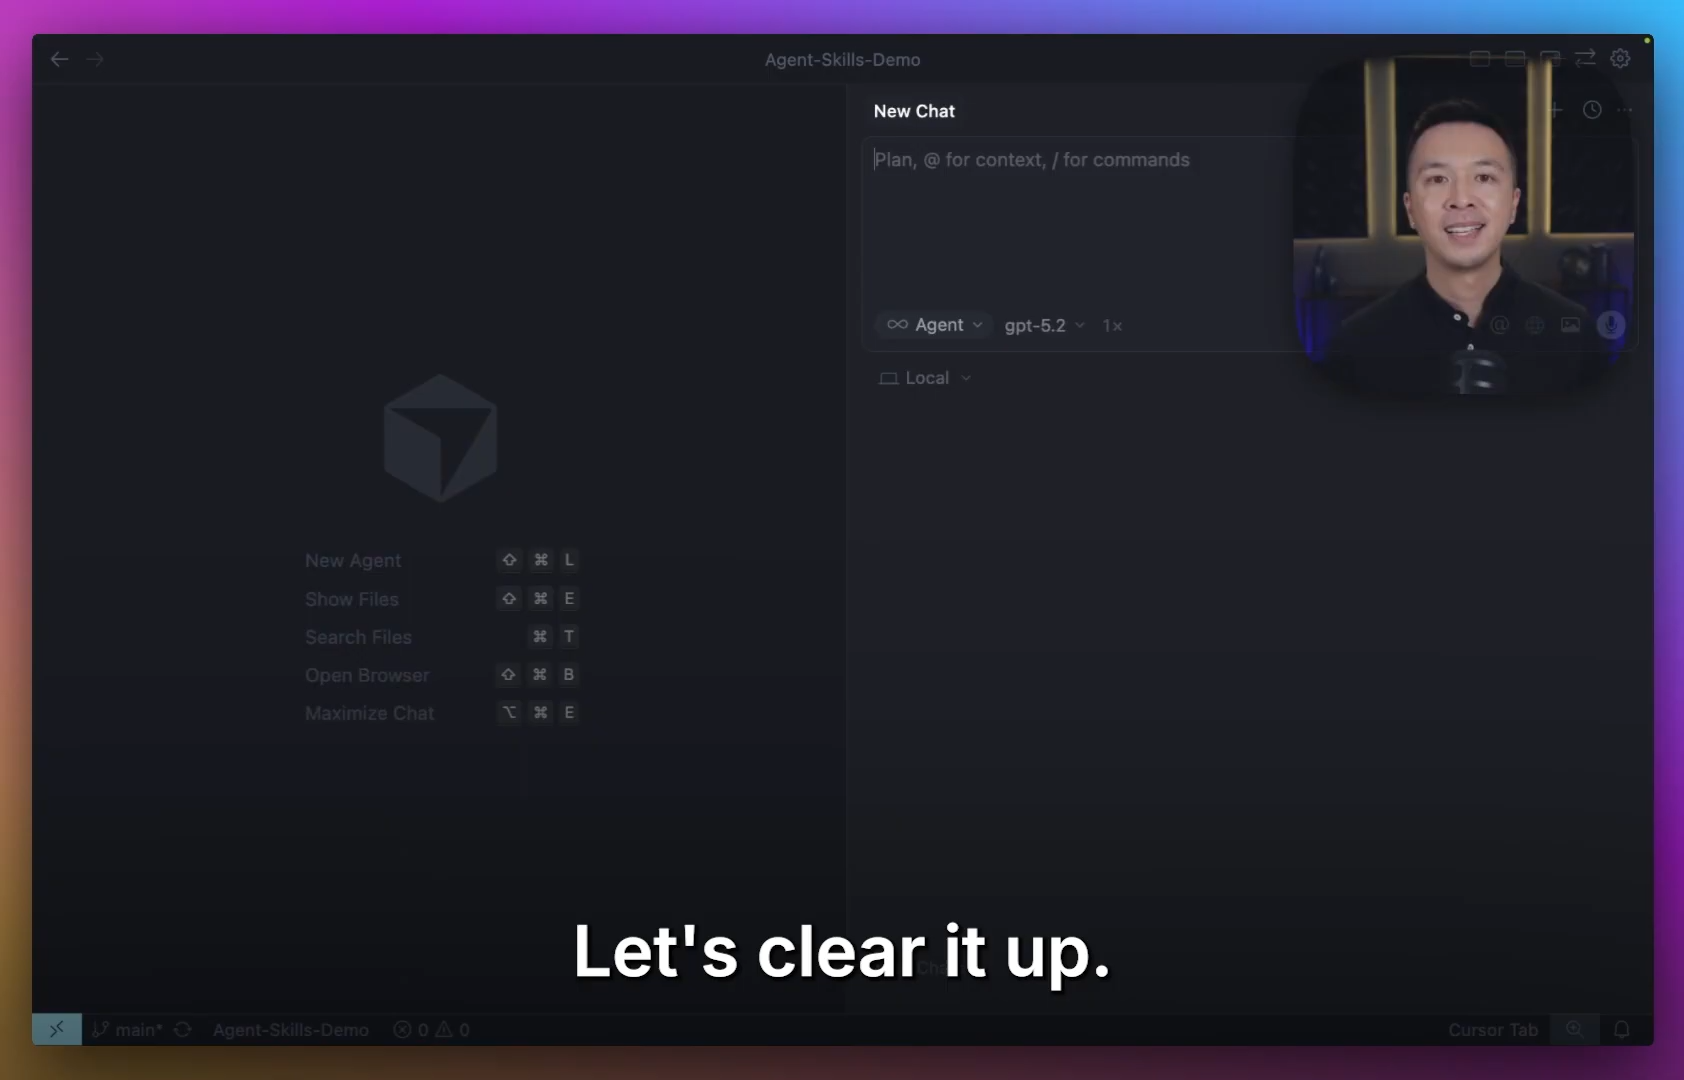 Agent-Skills-Demo
New Chat
Plan, @ for context, / for commands
Agent
gpt-5.2
1×
Local
New Agent ⇧ ⌘ L
Show Files ⇧ ⌘ E
Search Files ⌘ T
Open Browser ⇧ ⌘ B
Maximize Chat ⌥ ⌘ E
Let's clear it up.
main* Agent-Skills-Demo 0 0
Cursor Tab